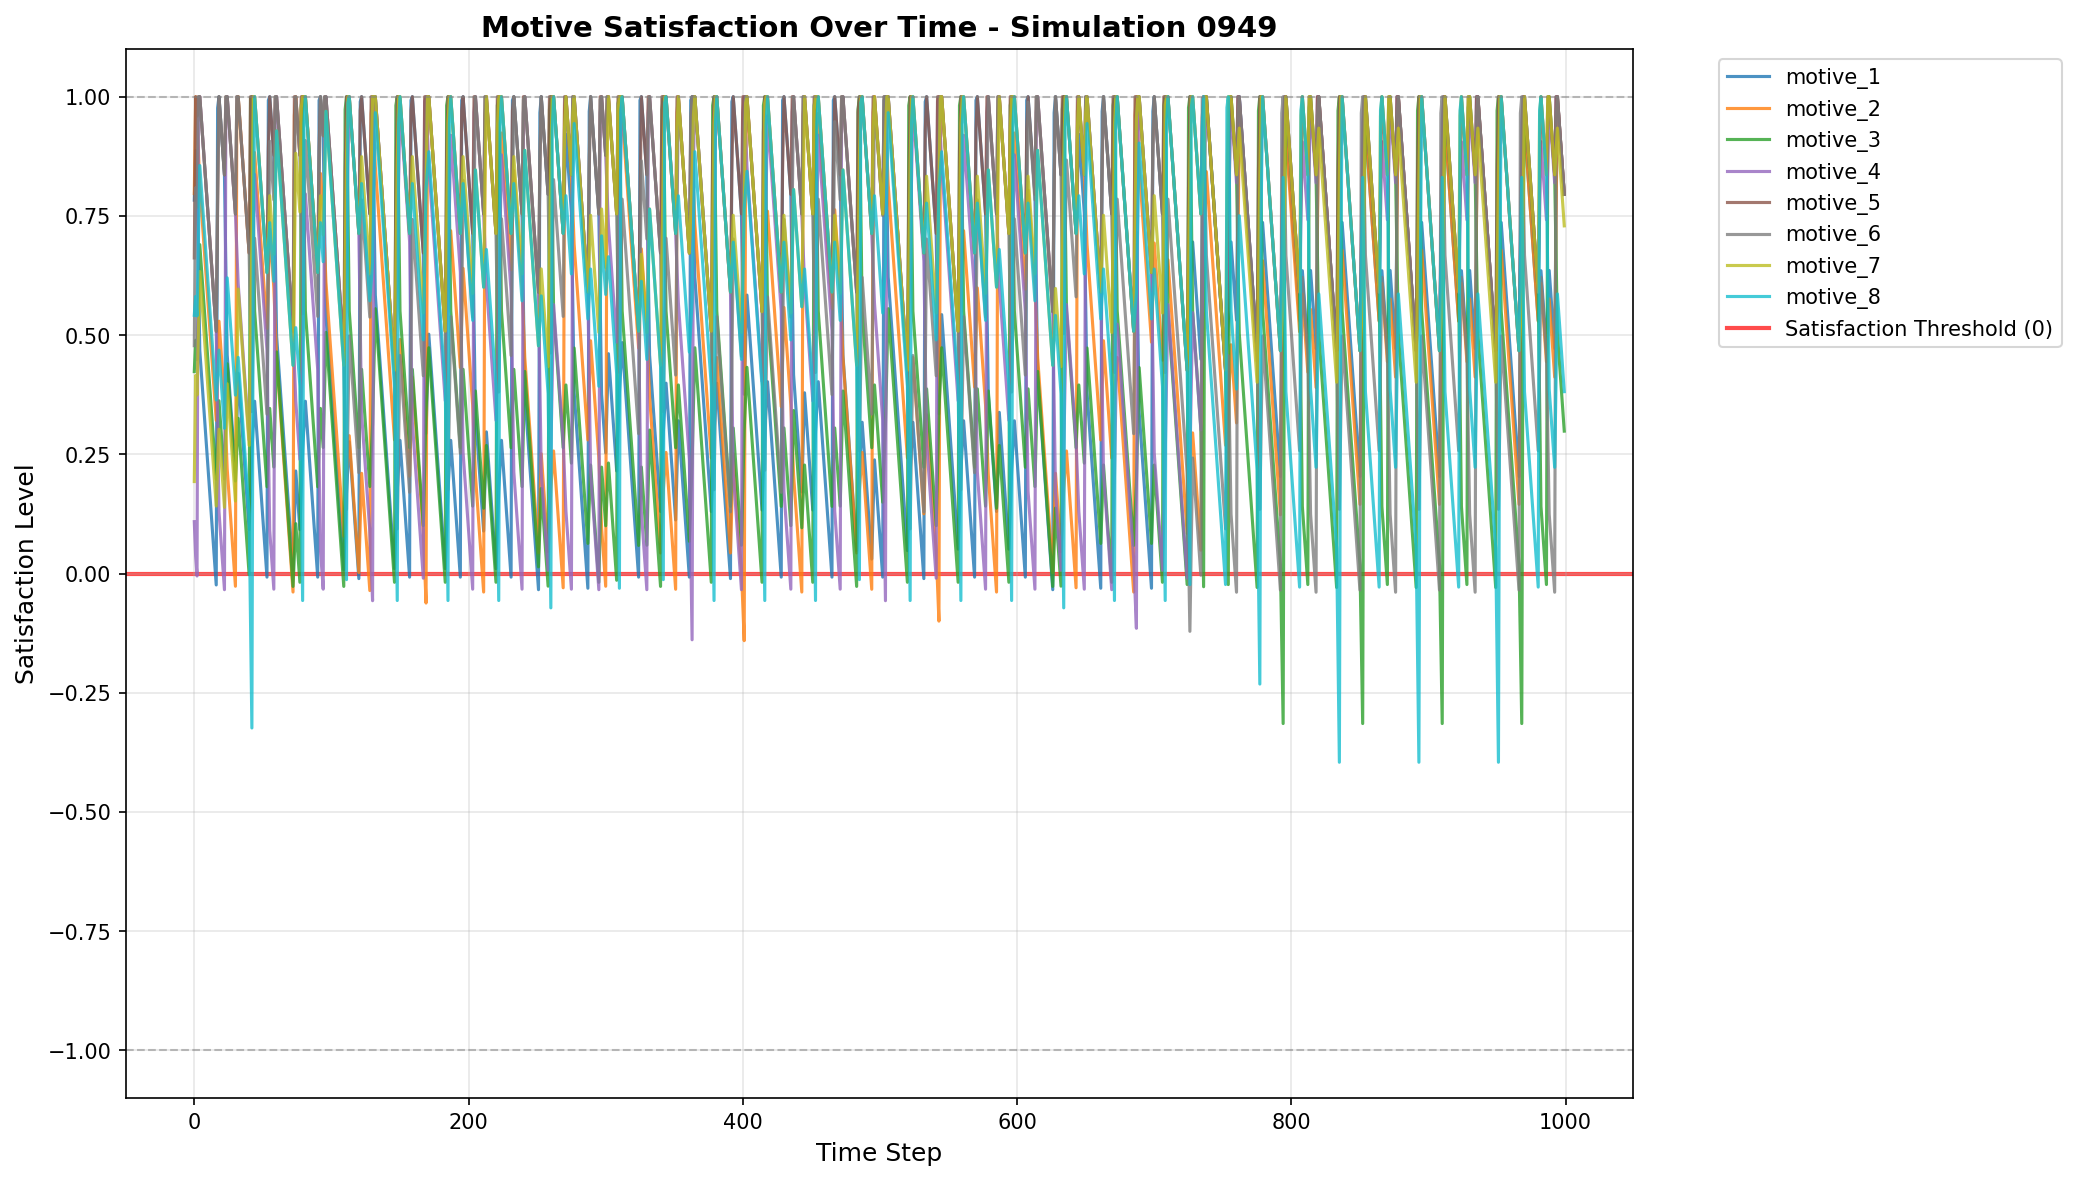 Motive Satisfaction Over Time - Simulation 0949
Satisfaction Level
1.00
0.75
0.50
0.25
0.00
−0.25
−0.50
−0.75
−1.00
0
200
400
600
800
1000
Time Step
motive_1
motive_2
motive_3
motive_4
motive_5
motive_6
motive_7
motive_8
Satisfaction Threshold (0)